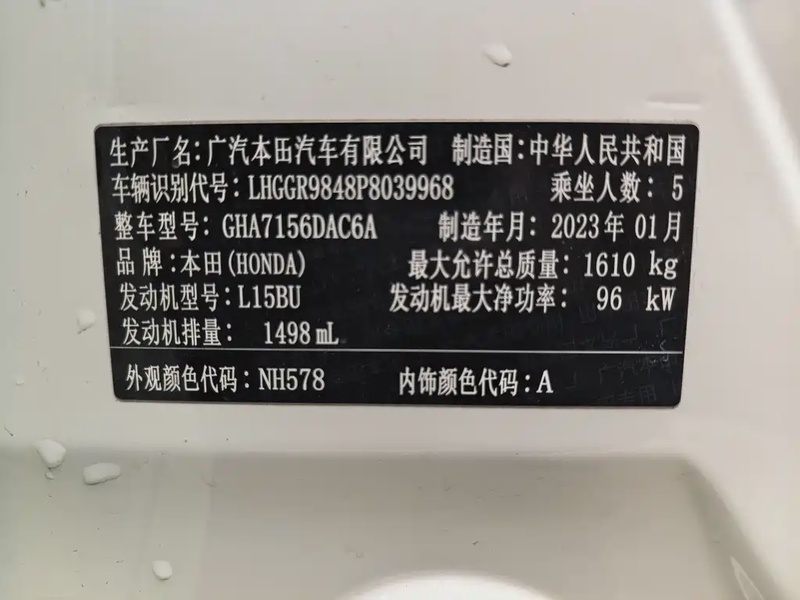 生产厂名:广汽本田汽车有限公司 制造国:中华人民共和国
车辆识别代号:LHGGR9848P8039968 乘坐人数:5
整车型号:GHA7156DAC6A 制造年月:2023年01月
品牌:本田(HONDA) 最大允许总质量:1610 kg
发动机型号:L15BU 发动机最大净功率:96 kW
发动机排量:1498mL
外观颜色代码:NH578 内饰颜色代码:A